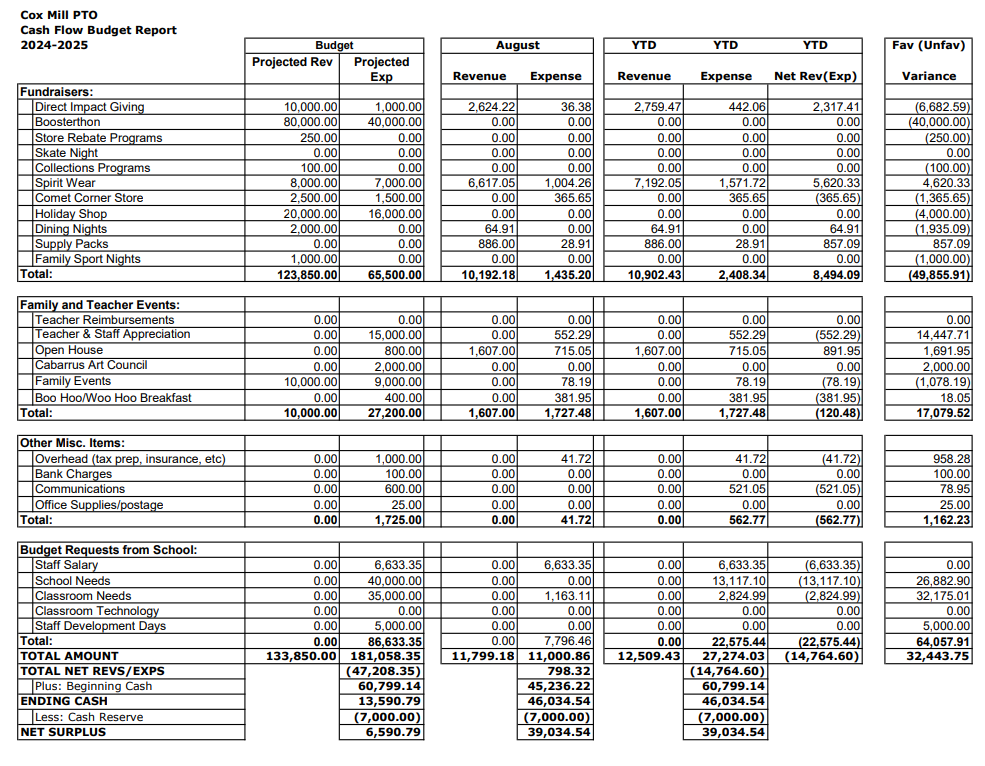 Cox Mill PTO
Cash Flow Budget Report
2024-2025 Budget August YTD YTD YTD Fav (Unfav)
Projected Rev Projected Exp Revenue Expense Revenue Expense Net Rev(Exp) Variance
Fundraisers:
Direct Impact Giving 10,000.00 1,000.00 2,624.22 36.38 2,759.47 442.06 2,317.41 (6,682.59)
Boosterthon 80,000.00 40,000.00 0.00 0.00 0.00 0.00 0.00 (40,000.00)
Store Rebate Programs 250.00 0.00 0.00 0.00 0.00 0.00 0.00 (250.00)
Skate Night 0.00 0.00 0.00 0.00 0.00 0.00 0.00 0.00
Collections Programs 100.00 0.00 0.00 0.00 0.00 0.00 0.00 (100.00)
Spirit Wear 8,000.00 7,000.00 6,617.05 1,004.26 7,192.05 1,571.72 5,620.33 4,620.33
Comet Corner Store 2,500.00 1,500.00 0.00 365.65 0.00 365.65 (365.65) (1,365.65)
Holiday Shop 20,000.00 16,000.00 0.00 0.00 0.00 0.00 0.00 (4,000.00)
Dining Nights 2,000.00 0.00 64.91 0.00 64.91 0.00 64.91 (1,935.09)
Supply Packs 0.00 0.00 886.00 28.91 886.00 28.91 857.09 857.09
Family Sport Nights 1,000.00 0.00 0.00 0.00 0.00 0.00 0.00 (1,000.00)
Total: 123,850.00 65,500.00 10,192.18 1,435.20 10,902.43 2,408.34 8,494.09 (49,855.91)
Family and Teacher Events:
Teacher Reimbursements 0.00 0.00 0.00 0.00 0.00 0.00 0.00 0.00
Teacher & Staff Appreciation 0.00 15,000.00 0.00 552.29 0.00 552.29 (552.29) 14,447.71
Open House 0.00 800.00 1,607.00 715.05 1,607.00 715.05 891.95 1,691.95
Cabarrus Art Council 0.00 2,000.00 0.00 0.00 0.00 0.00 0.00 2,000.00
Family Events 10,000.00 9,000.00 0.00 78.19 0.00 78.19 (78.19) (1,078.19)
Boo Hoo/Woo Hoo Breakfast 0.00 400.00 0.00 381.95 0.00 381.95 (381.95) 18.05
Total: 10,000.00 27,200.00 1,607.00 1,727.48 1,607.00 1,727.48 (120.48) 17,079.52
Other Misc. Items:
Overhead (tax prep, insurance, etc) 0.00 1,000.00 0.00 41.72 0.00 41.72 (41.72) 958.28
Bank Charges 0.00 100.00 0.00 0.00 0.00 0.00 0.00 100.00
Communications 0.00 600.00 0.00 0.00 0.00 521.05 (521.05) 78.95
Office Supplies/postage 0.00 25.00 0.00 0.00 0.00 0.00 0.00 25.00
Total: 0.00 1,725.00 0.00 41.72 0.00 562.77 (562.77) 1,162.23
Budget Requests from School:
Staff Salary 0.00 6,633.35 0.00 6,633.35 0.00 6,633.35 (6,633.35) 0.00
School Needs 0.00 40,000.00 0.00 0.00 0.00 13,117.10 (13,117.10) 26,882.90
Classroom Needs 0.00 35,000.00 0.00 1,163.11 0.00 2,824.99 (2,824.99) 32,175.01
Classroom Technology 0.00 0.00 0.00 0.00 0.00 0.00 0.00 0.00
Staff Development Days 0.00 5,000.00 0.00 0.00 0.00 0.00 0.00 5,000.00
Total: 0.00 86,633.35 0.00 7,796.46 0.00 22,575.44 (22,575.44) 64,057.91
TOTAL AMOUNT 133,850.00 181,058.35 11,799.18 11,000.86 12,509.43 27,274.03 (14,764.60) 32,443.75
TOTAL NET REVS/EXPS (47,208.35) 798.32 (14,764.60)
Plus: Beginning Cash 60,799.14 45,236.22 60,799.14
ENDING CASH 13,590.79 46,034.54 46,034.54
Less: Cash Reserve (7,000.00) (7,000.00) (7,000.00)
NET SURPLUS 6,590.79 39,034.54 39,034.54